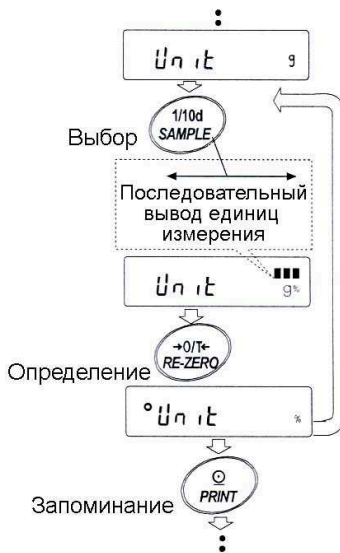 Unit g
1/10d
SAMPLE
Выбор
Последовательный
вывод единиц
измерения
Unit g%
→0/T←
RE-ZERO
Определение
°Unit %
PRINT
Запоминание